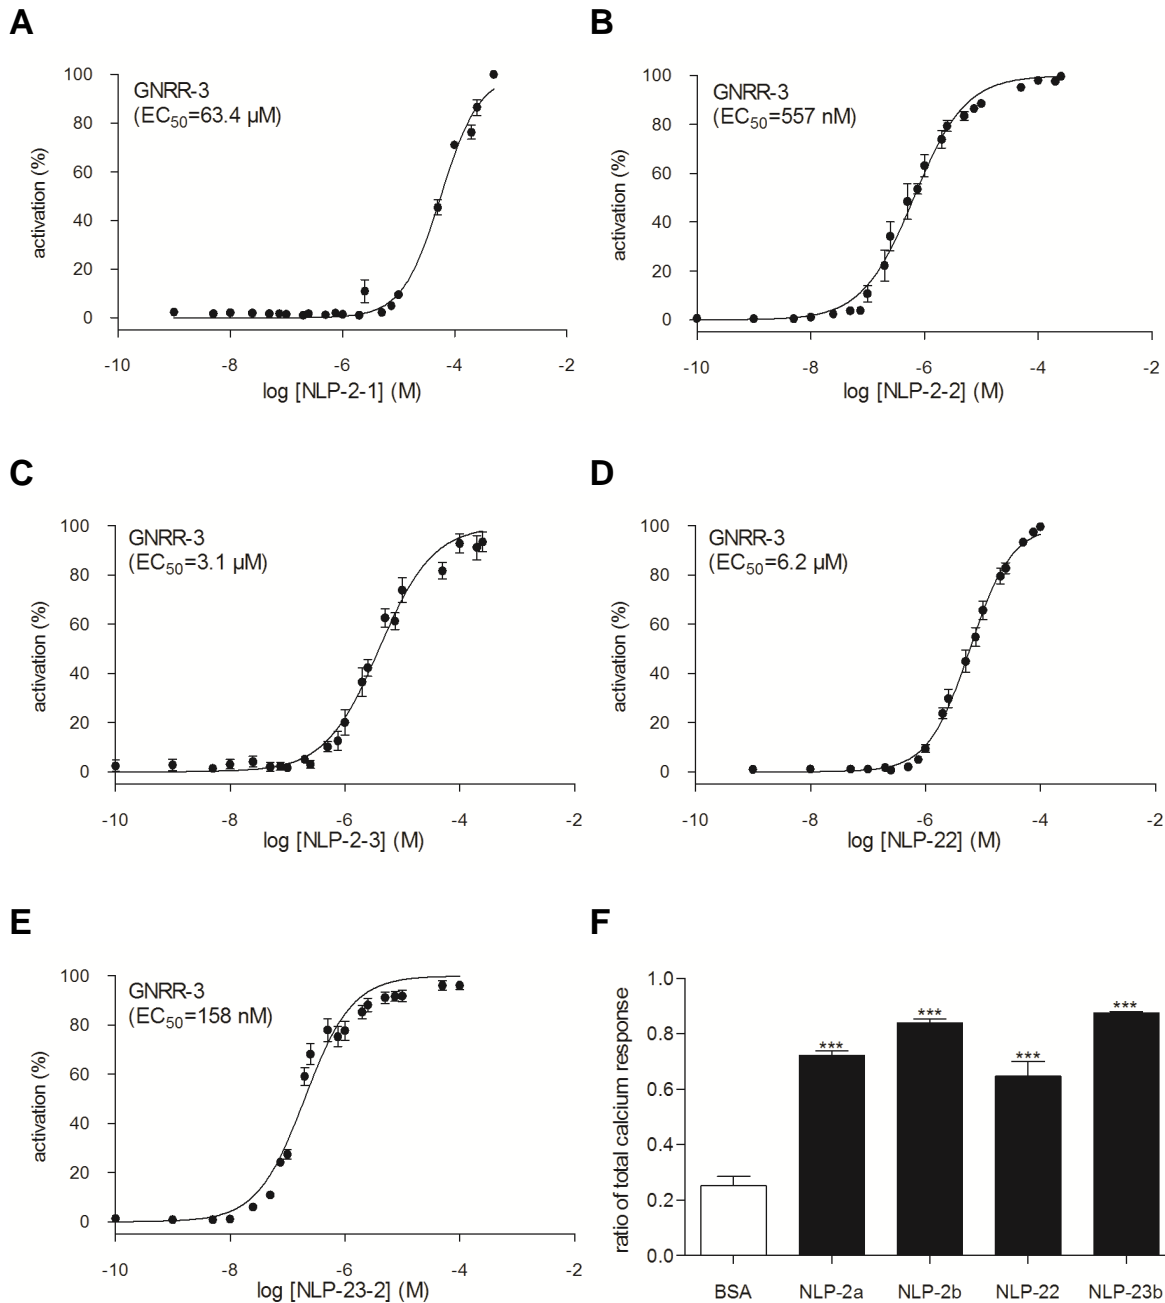 A
GNRR-3
(EC50=63.4 µM)
activation (%)
100
80
60
40
20
0
-10
-8
-6
-4
-2
log [NLP-2-1] (M)
B
GNRR-3
(EC50=557 nM)
activation (%)
100
80
60
40
20
0
-10
-8
-6
-4
-2
log [NLP-2-2] (M)
C
GNRR-3
(EC50=3.1 µM)
activation (%)
100
80
60
40
20
0
-10
-8
-6
-4
-2
log [NLP-2-3] (M)
D
GNRR-3
(EC50=6.2 µM)
activation (%)
100
80
60
40
20
0
-10
-8
-6
-4
-2
log [NLP-22] (M)
E
GNRR-3
(EC50=158 nM)
activation (%)
100
80
60
40
20
0
-10
-8
-6
-4
-2
log [NLP-23-2] (M)
F
ratio of total calcium response
1.0
0.8
0.6
0.4
0.2
0.0
***
***
***
***
BSA
NLP-2a
NLP-2b
NLP-22
NLP-23b